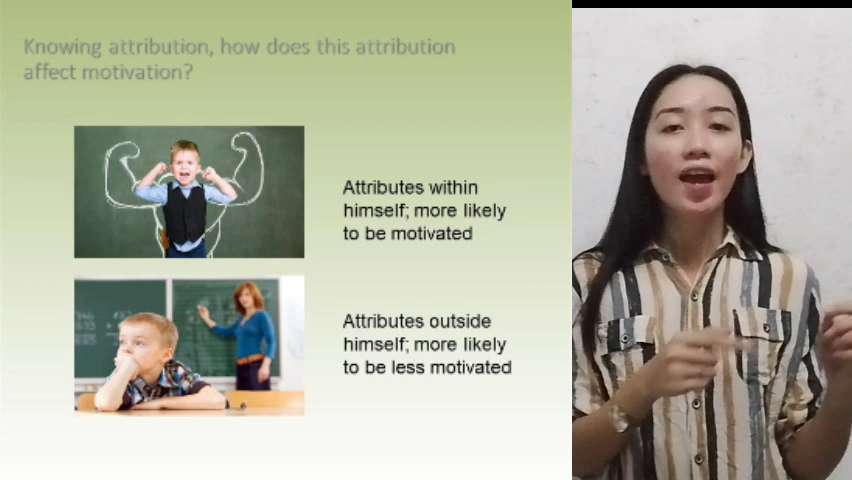 Knowing attribution, how does this attribution
affect motivation?
Attributes within
himself; more likely
to be motivated
Attributes outside
himself; more likely
to be less motivated